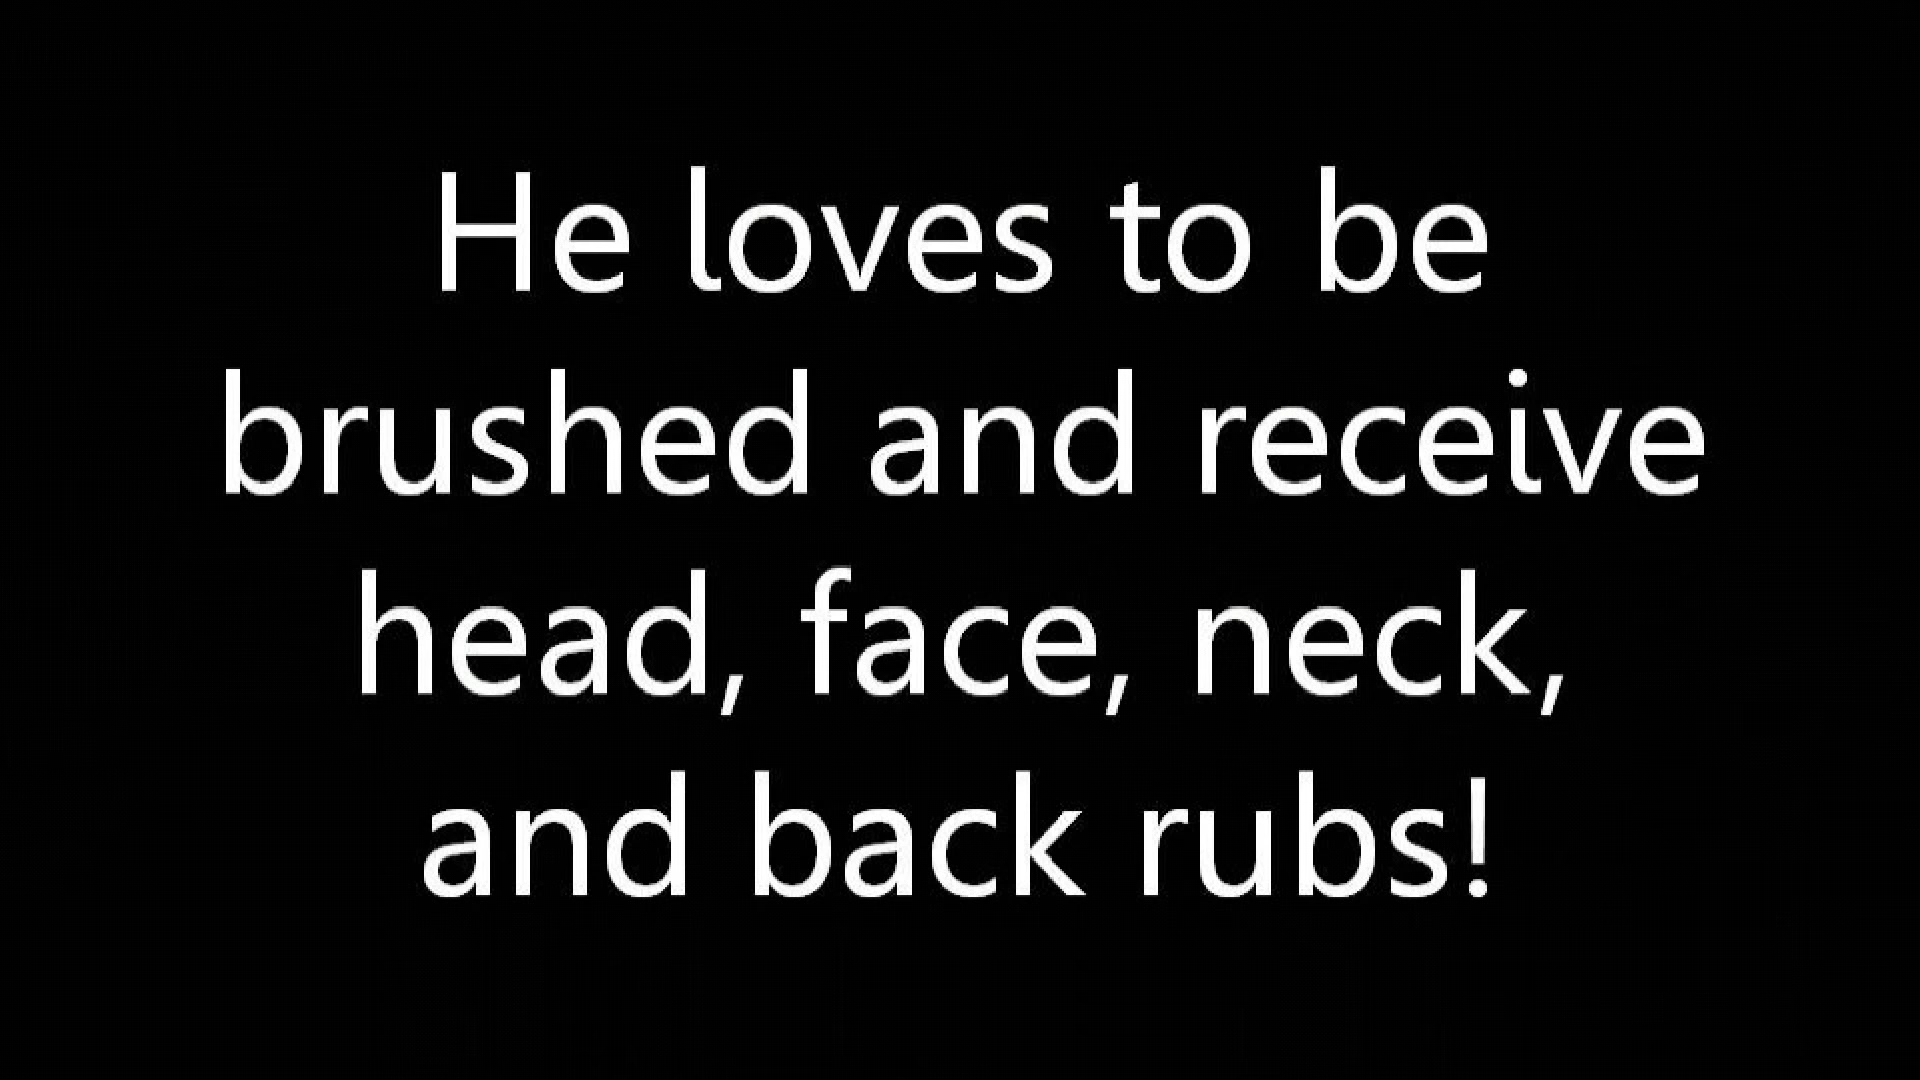 He loves to be
brushed and receive
head, face, neck,
and back rubs!